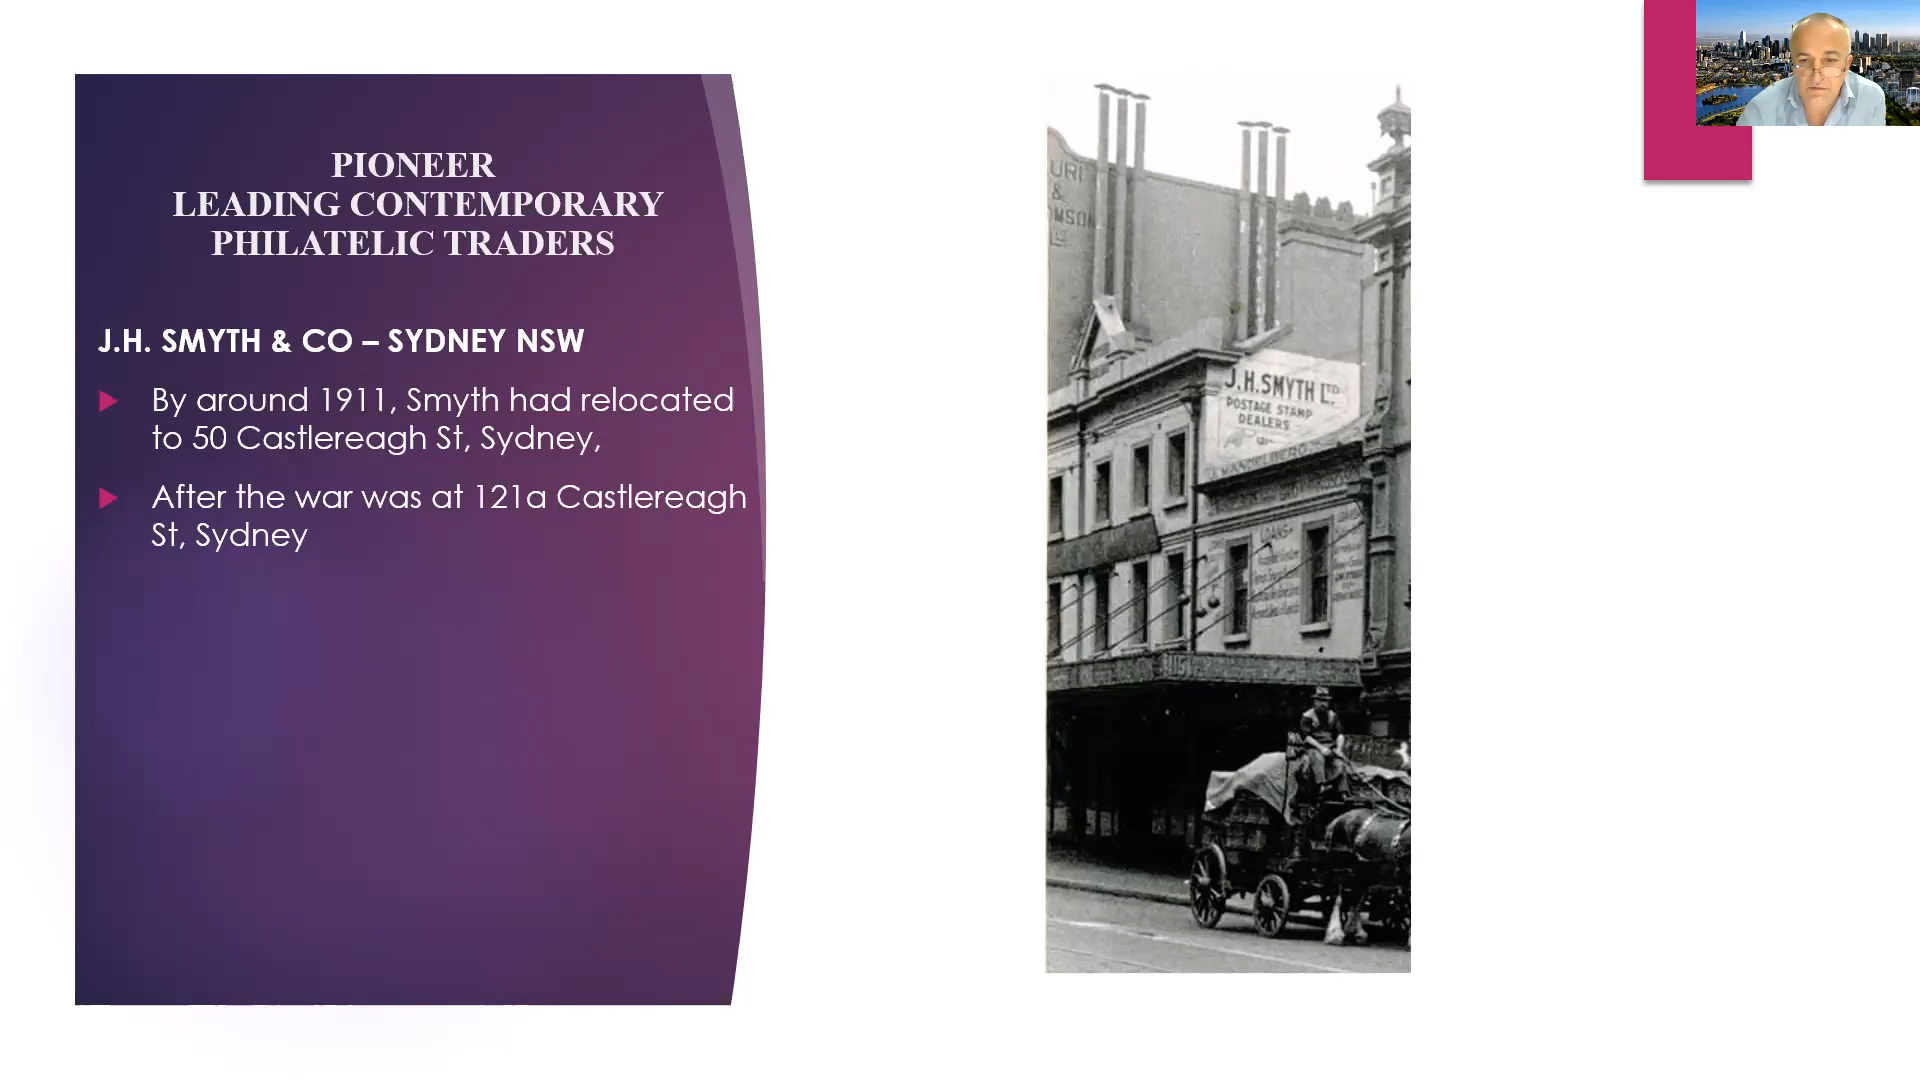 PIONEER
LEADING CONTEMPORARY
PHILATELIC TRADERS
J.H. SMYTH & CO – SYDNEY NSW
By around 1911, Smyth had relocated
to 50 Castlereagh St, Sydney,
After the war was at 121a Castlereagh
St, Sydney
&
J.H. SMYTH LTD
POSTAGE STAMP
DEALERS
LOANS